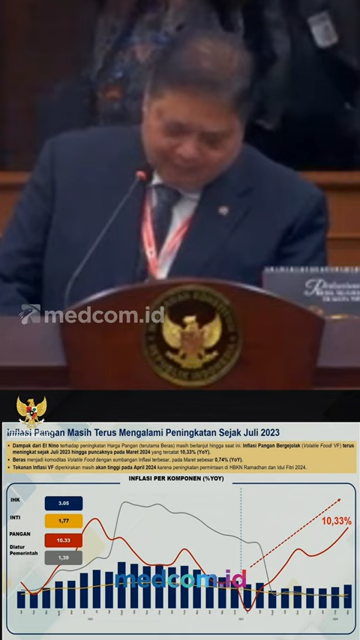 medcom.id
Inflasi Pangan Masih Terus Mengalami Peningkatan Sejak Juli 2023
• Dampak dari El Nino terhadap peningkatan Harga Pangan (terutama Beras) masih berlanjut hingga saat ini. Inflasi Pangan Bergejolak (Volatile Food/ VF) terus
meningkat sejak Juli 2023 hingga puncaknya pada Maret 2024 yang tercatat 10,33% (YoY).
• Beras menjadi komoditas Volatile Food dengan sumbangan Inflasi terbesar, pada Maret sebesar 0,74% (YoY).
• Tekanan Inflasi VF diperkirakan masih akan tinggi pada April 2024 karena peningkatan permintaan di HBKN Ramadhan dan Idul Fitri 2024.
INFLASI PER KOMPONEN (%YOY)
IHK 3.05
INTI 1,77
PANGAN 10.33
Diatur
Pemerintah 1,39
10,33%
medcom.id